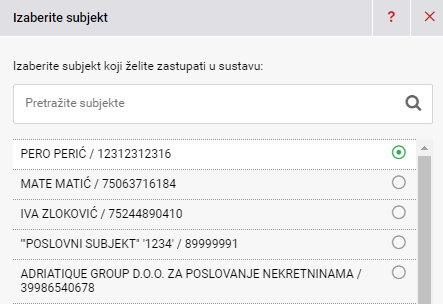 Izaberite subjekt
?
Izaberite subjekt koji želite zastupati u sustavu:
Pretražite subjekte
PERO PERIĆ / 12312312316
MATE MATIĆ / 75063716184
IVA ZLOKOVIĆ / 75244890410
"'POSLOVNI SUBJEKT" '1234' / 89999991
ADRIATIQUE GROUP D.O.O. ZA POSLOVANJE NEKRETNINAMA /
39986540678